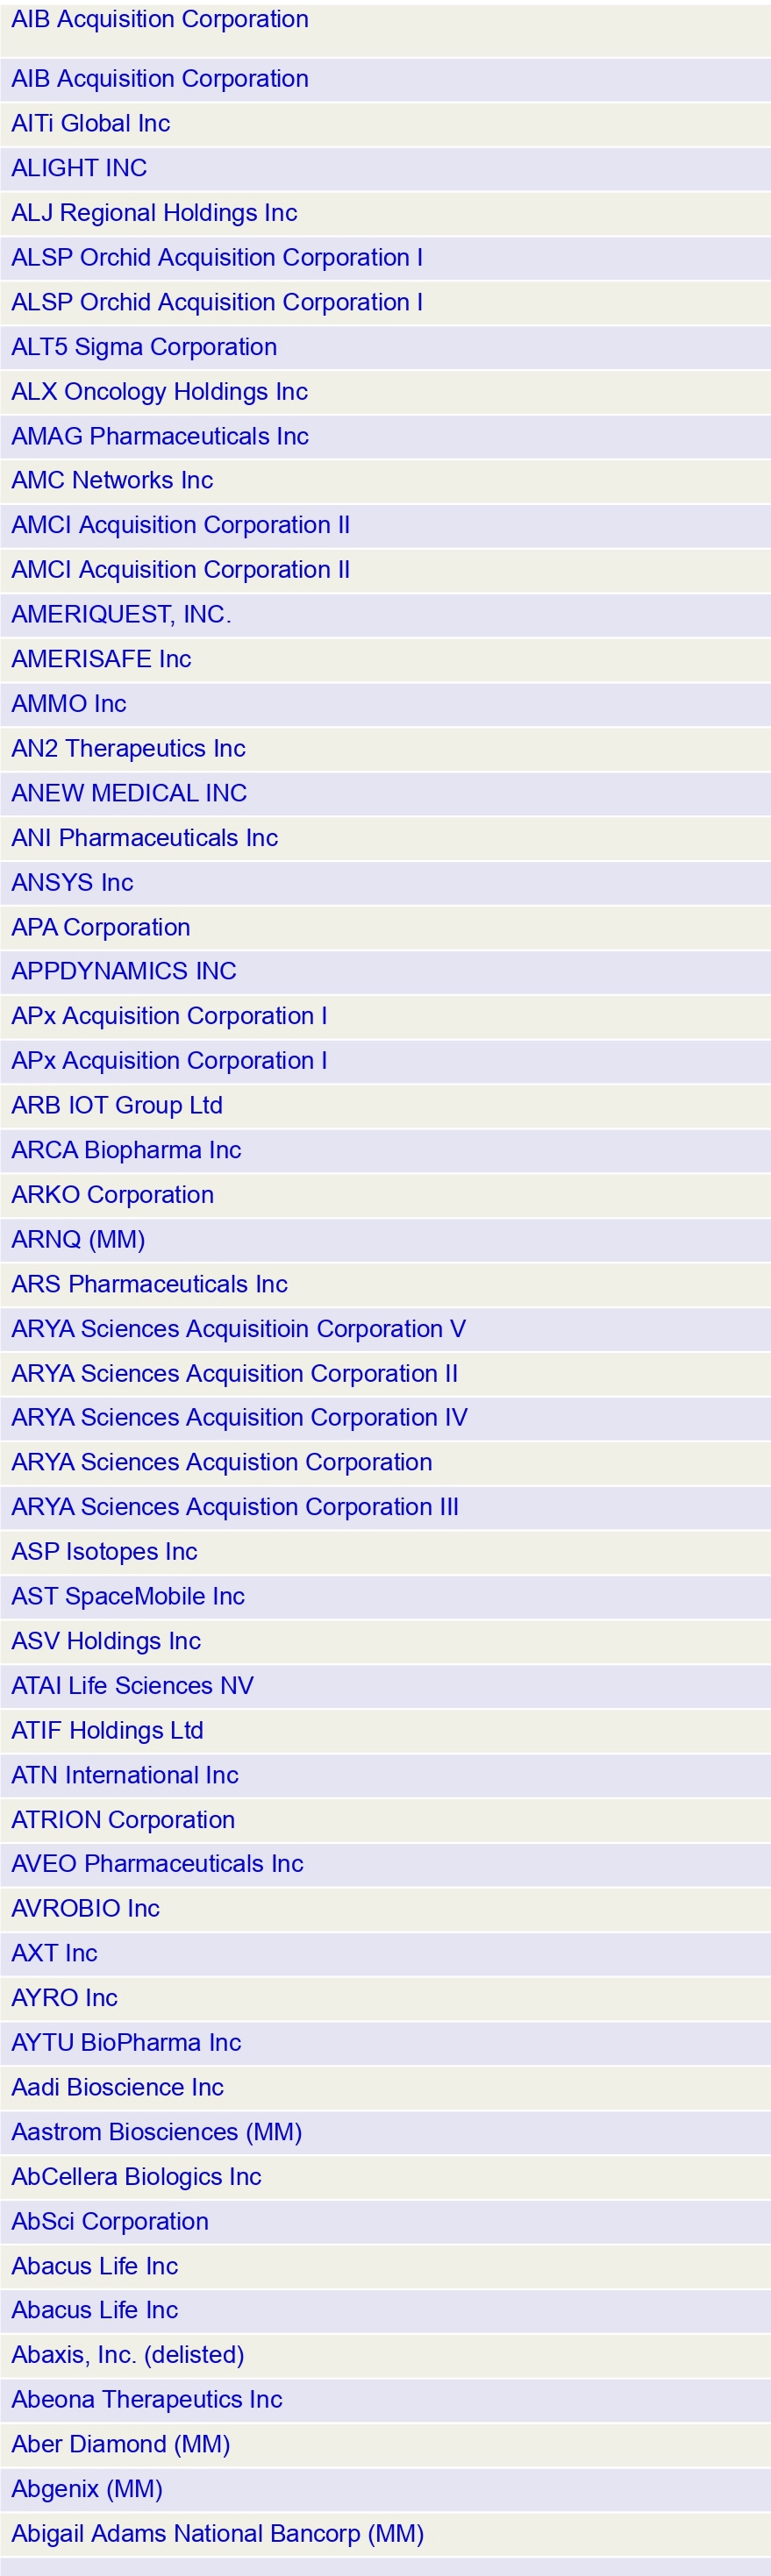 AIB Acquisition Corporation
AIB Acquisition Corporation
AITi Global Inc
ALIGHT INC
ALJ Regional Holdings Inc
ALSP Orchid Acquisition Corporation I
ALSP Orchid Acquisition Corporation I
ALT5 Sigma Corporation
ALX Oncology Holdings Inc
AMAG Pharmaceuticals Inc
AMC Networks Inc
AMCI Acquisition Corporation II
AMCI Acquisition Corporation II
AMERIQUEST, INC.
AMERISAFE Inc
AMMO Inc
AN2 Therapeutics Inc
ANEW MEDICAL INC
ANI Pharmaceuticals Inc
ANSYS Inc
APA Corporation
APPDYNAMICS INC
APx Acquisition Corporation I
APx Acquisition Corporation I
ARB IOT Group Ltd
ARCA Biopharma Inc
ARKO Corporation
ARNQ (MM)
ARS Pharmaceuticals Inc
ARYA Sciences Acquisitioin Corporation V
ARYA Sciences Acquisition Corporation II
ARYA Sciences Acquisition Corporation IV
ARYA Sciences Acquistion Corporation
ARYA Sciences Acquistion Corporation III
ASP Isotopes Inc
AST SpaceMobile Inc
ASV Holdings Inc
ATAI Life Sciences NV
ATIF Holdings Ltd
ATN International Inc
ATRION Corporation
AVEO Pharmaceuticals Inc
AVROBIO Inc
AXT Inc
AYRO Inc
AYTU BioPharma Inc
Aadi Bioscience Inc
Aastrom Biosciences (MM)
AbCellera Biologics Inc
AbSci Corporation
Abacus Life Inc
Abacus Life Inc
Abaxis, Inc. (delisted)
Abeona Therapeutics Inc
Aber Diamond (MM)
Abgenix (MM)
Abigail Adams National Bancorp (MM)